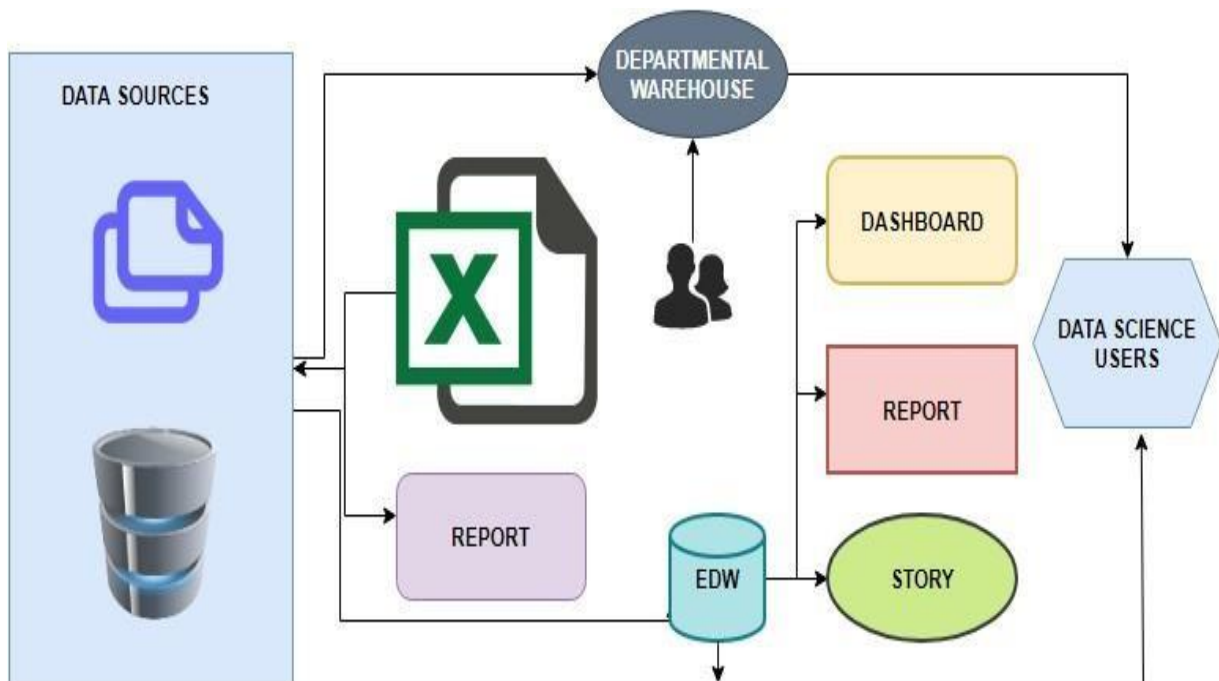 DATA SOURCES
DEPARTMENTAL
WAREHOUSE
X
DASHBOARD
DATA SCIENCE
USERS
REPORT
REPORT
EDW
STORY